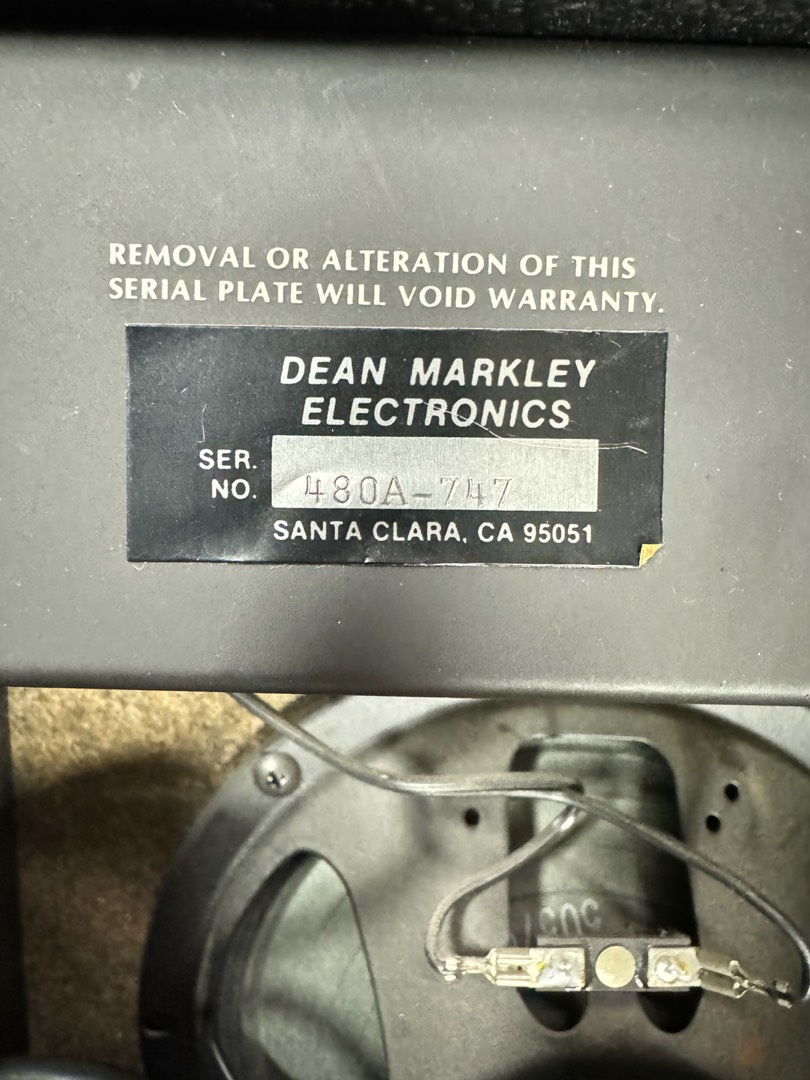 REMOVAL OR ALTERATION OF THIS
SERIAL PLATE WILL VOID WARRANTY.
DEAN MARKLEY
ELECTRONICS
SER.
NO. 480A-747
SANTA CLARA, CA 95051